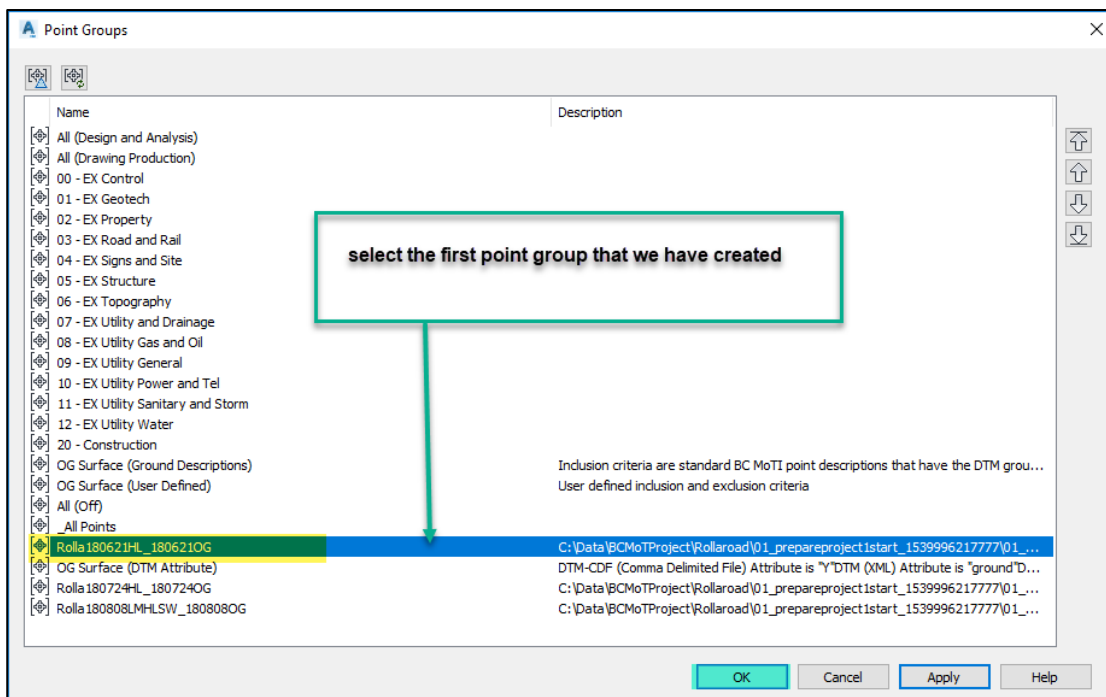 Point Groups
Name Description
All (Design and Analysis)
All (Drawing Production)
00 - EX Control
01 - EX Geotech
02 - EX Property
03 - EX Road and Rail
04 - EX Signs and Site
05 - EX Structure
06 - EX Topography
07 - EX Utility and Drainage
08 - EX Utility Gas and Oil
09 - EX Utility General
10 - EX Utility Power and Tel
11 - EX Utility Sanitary and Storm
12 - EX Utility Water
20 - Construction
select the first point group that we have created
OG Surface (Ground Descriptions) Inclusion criteria are standard BC MoTI point descriptions that have the DTM grou...
OG Surface (User Defined) User defined inclusion and exclusion criteria
All (Off)
_All Points
Rolla180621HL_180621OG C:\Data\BCMoTProject\Rollaroad\01_prepareproject1start_1539996217777\01_...
OG Surface (DTM Attribute) DTM-CDF (Comma Delimited File) Attribute is "Y"DTM (XML) Attribute is "ground"D...
Rolla180724HL_180724OG C:\Data\BCMoTProject\Rollaroad\01_prepareproject1start_1539996217777\01_...
Rolla180808LMHLSW_180808OG C:\Data\BCMoTProject\Rollaroad\01_prepareproject1start_1539996217777\01_...
OK Cancel Apply Help